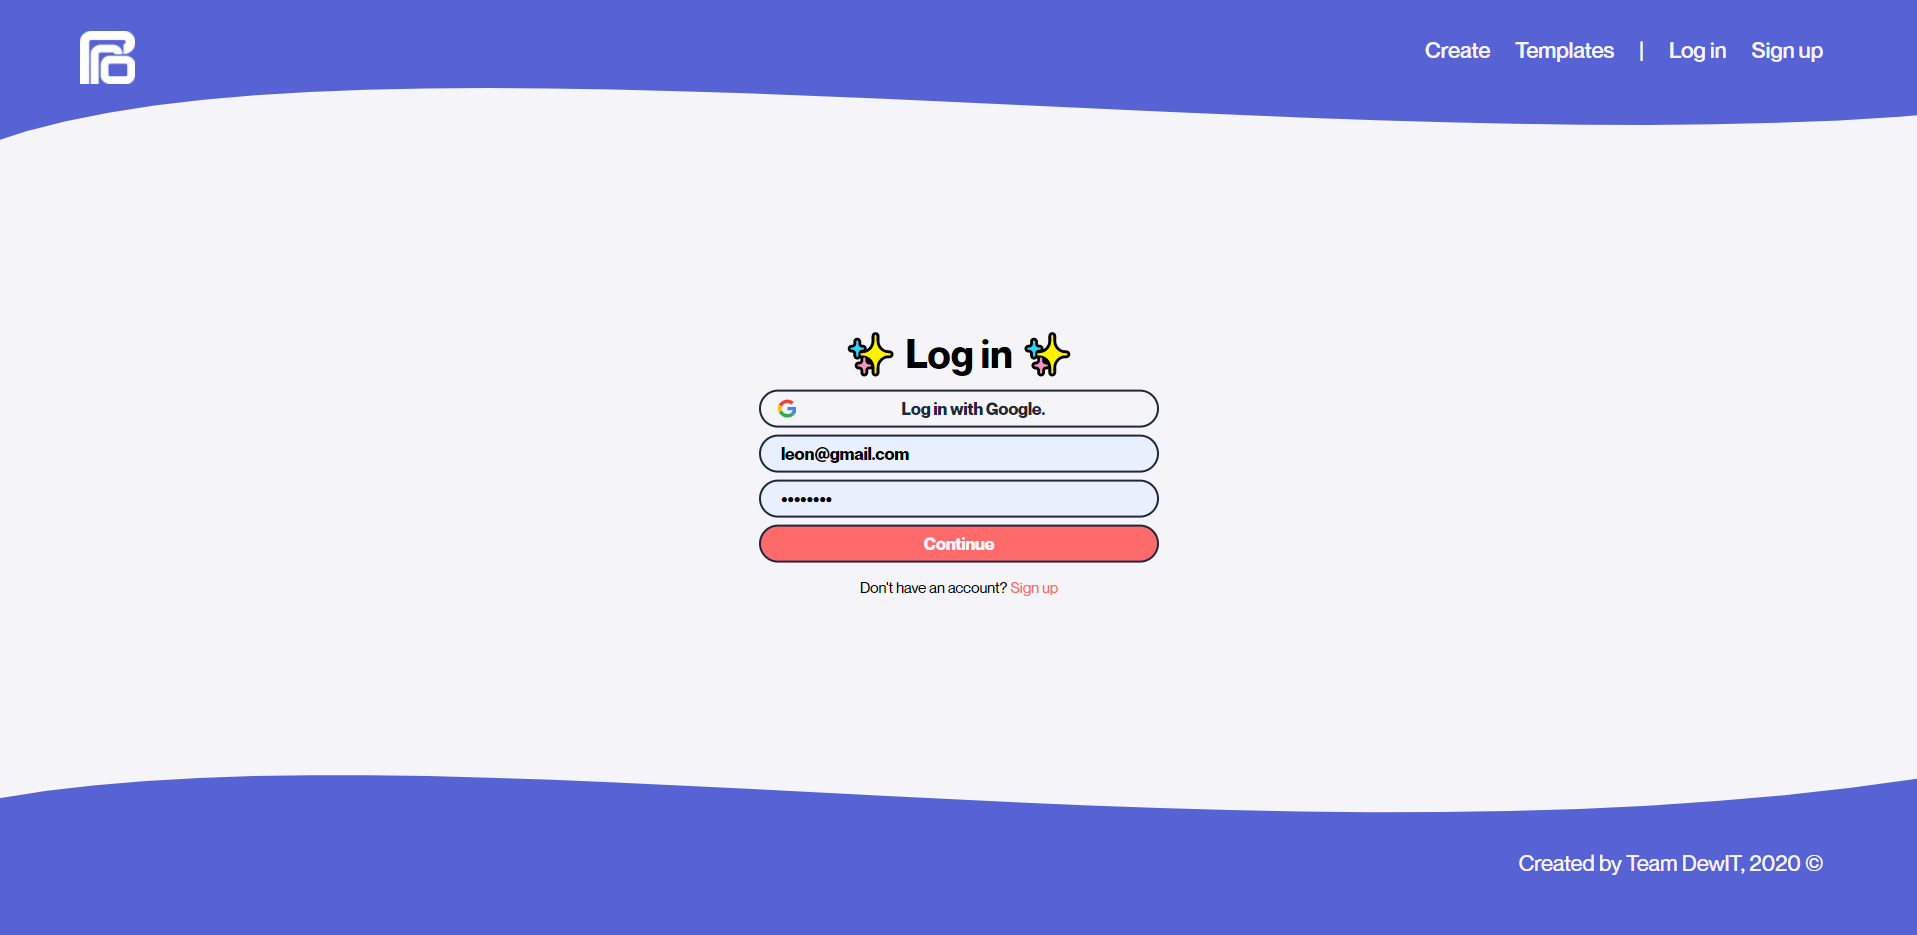 Create Templates | Log in Sign up
Log in
Log in with Google.
leon@gmail.com
••••••••
Continue
Don't have an account? Sign up
Created by Team DewIT, 2020 ©